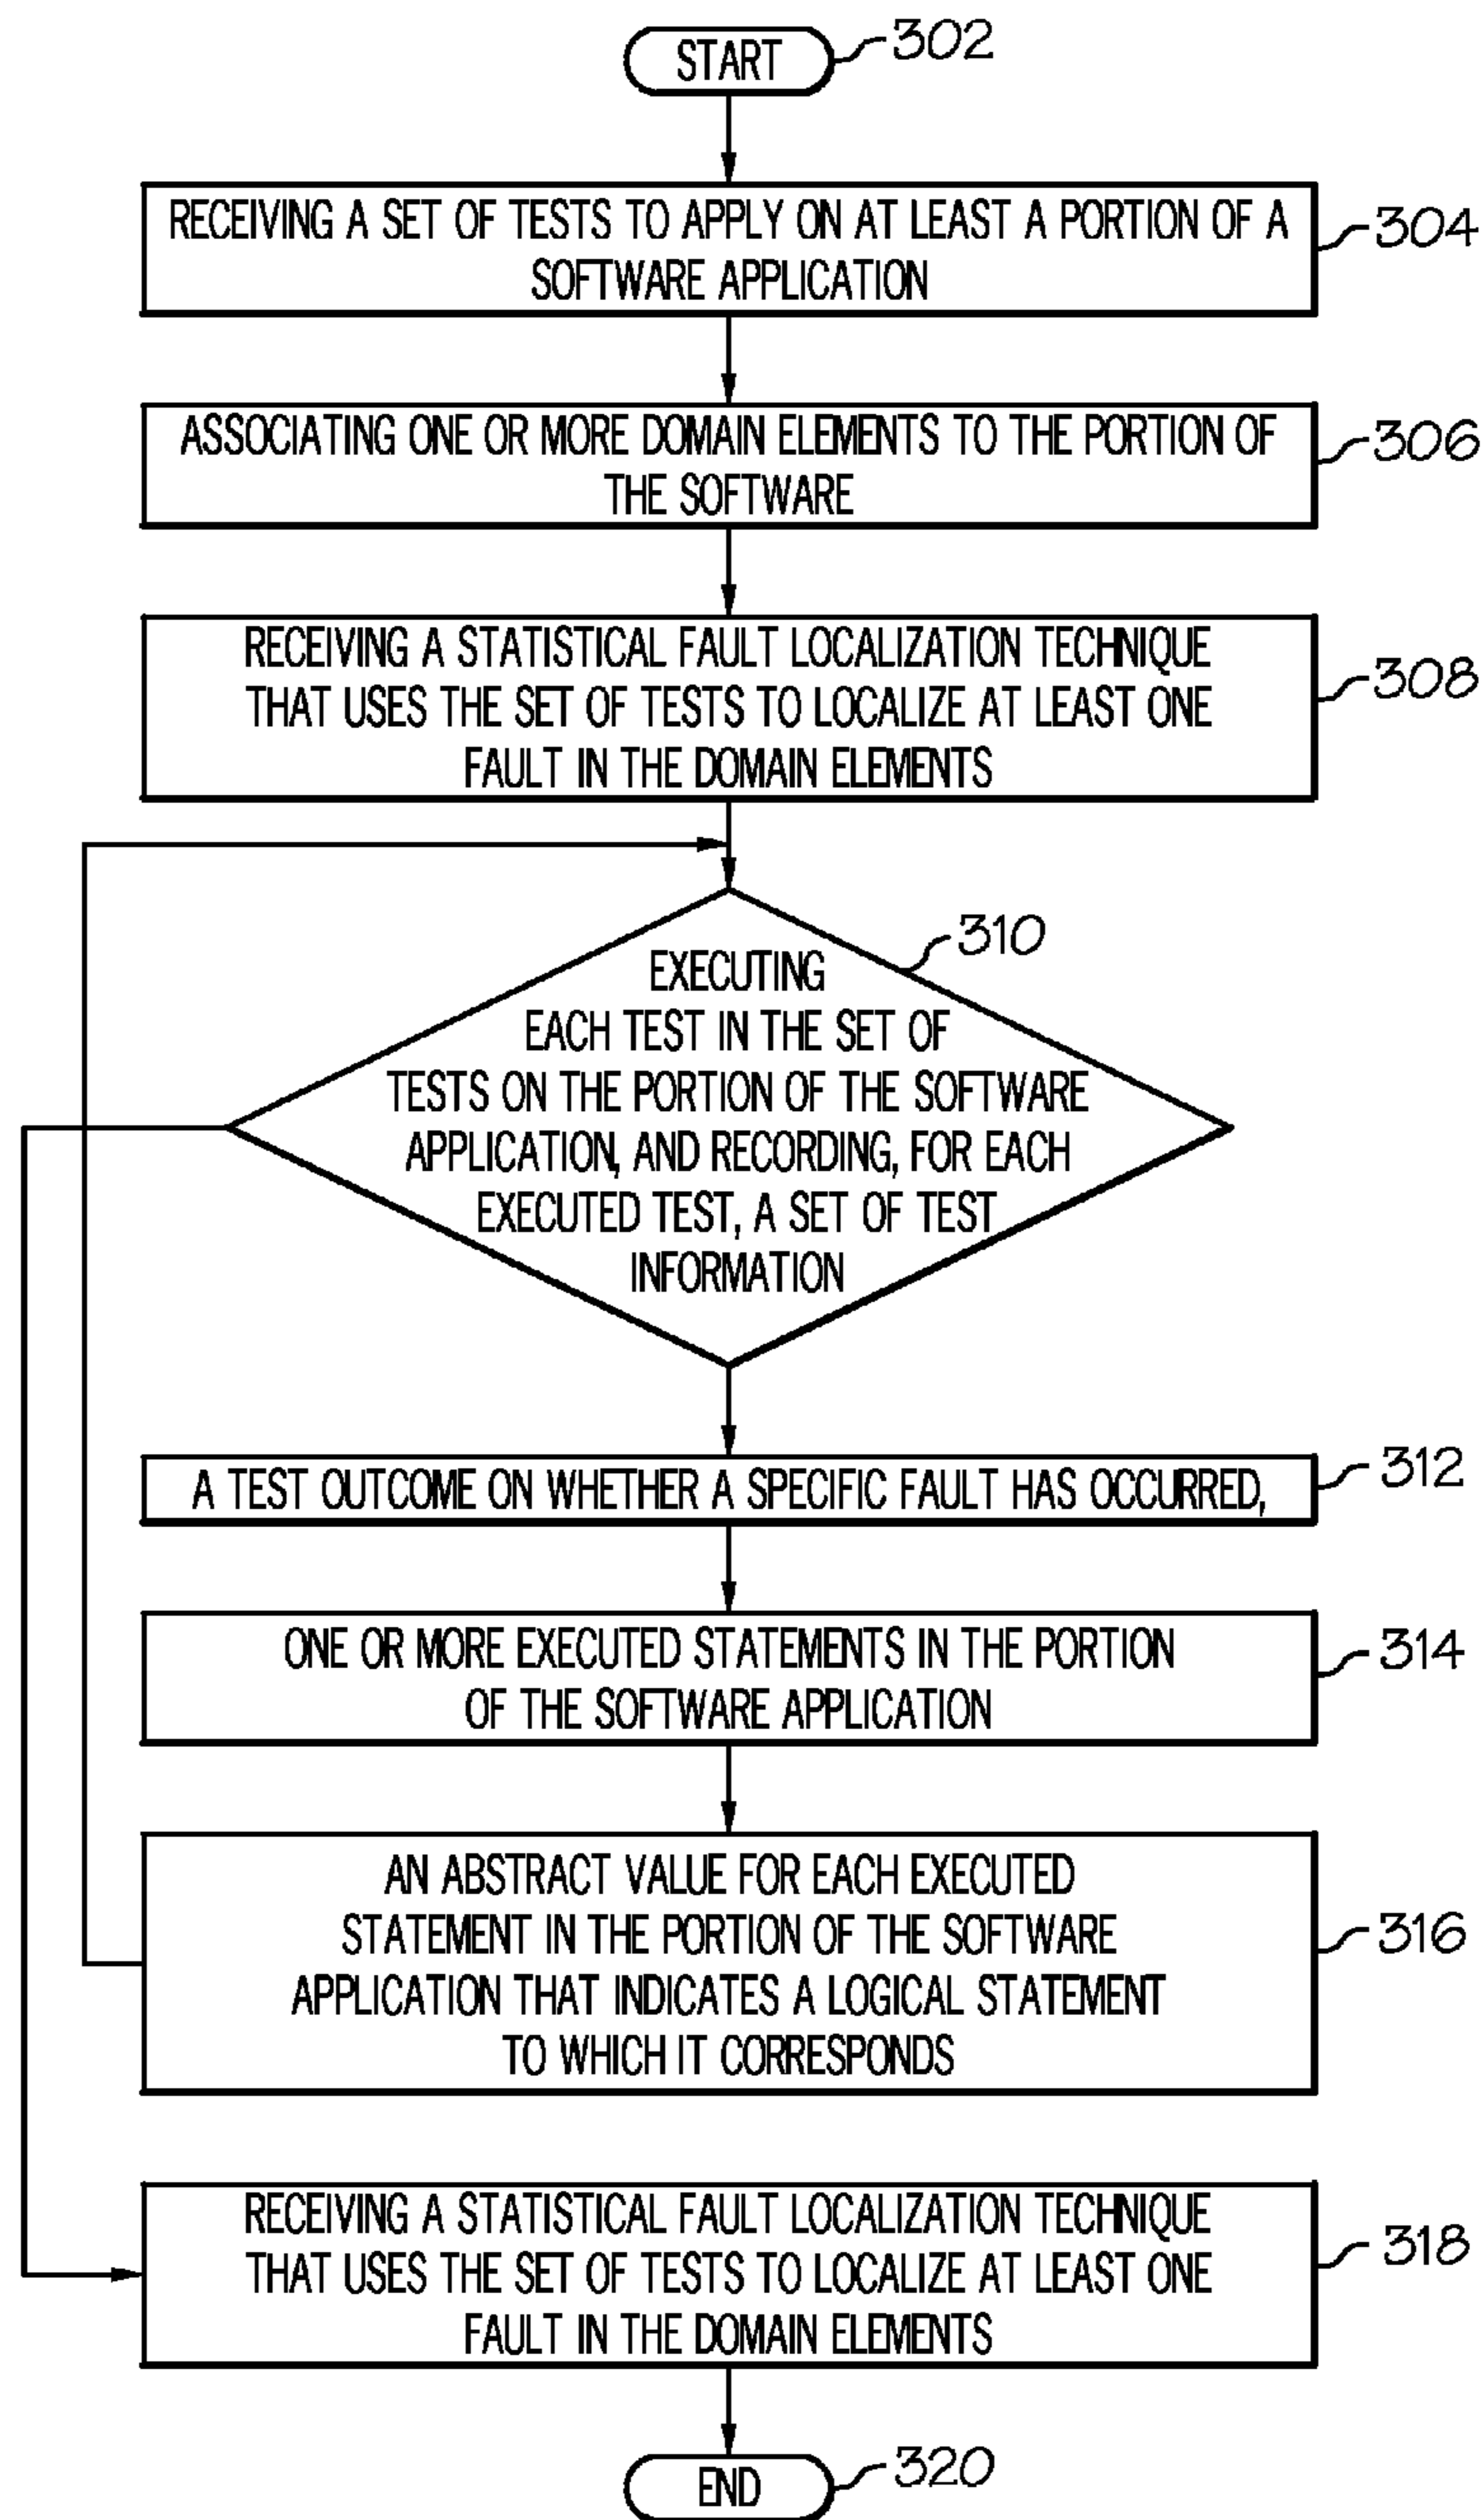 START
302
RECEIVING A SET OF TESTS TO APPLY ON AT LEAST A PORTION OF A
SOFTWARE APPLICATION
304
ASSOCIATING ONE OR MORE DOMAIN ELEMENTS TO THE PORTION OF
THE SOFTWARE
306
RECEIVING A STATISTICAL FAULT LOCALIZATION TECHNIQUE
THAT USES THE SET OF TESTS TO LOCALIZE AT LEAST ONE
FAULT IN THE DOMAIN ELEMENTS
308
310
EXECUTING
EACH TEST IN THE SET OF
TESTS ON THE PORTION OF THE SOFTWARE
APPLICATION, AND RECORDING, FOR EACH
EXECUTED TEST, A SET OF TEST
INFORMATION
A TEST OUTCOME ON WHETHER A SPECIFIC FAULT HAS OCCURRED,
312
ONE OR MORE EXECUTED STATEMENTS IN THE PORTION
OF THE SOFTWARE APPLICATION
314
AN ABSTRACT VALUE FOR EACH EXECUTED
STATEMENT IN THE PORTION OF THE SOFTWARE
APPLICATION THAT INDICATES A LOGICAL STATEMENT
TO WHICH IT CORRESPONDS
316
RECEIVING A STATISTICAL FAULT LOCALIZATION TECHNIQUE
THAT USES THE SET OF TESTS TO LOCALIZE AT LEAST ONE
FAULT IN THE DOMAIN ELEMENTS
318
END
320